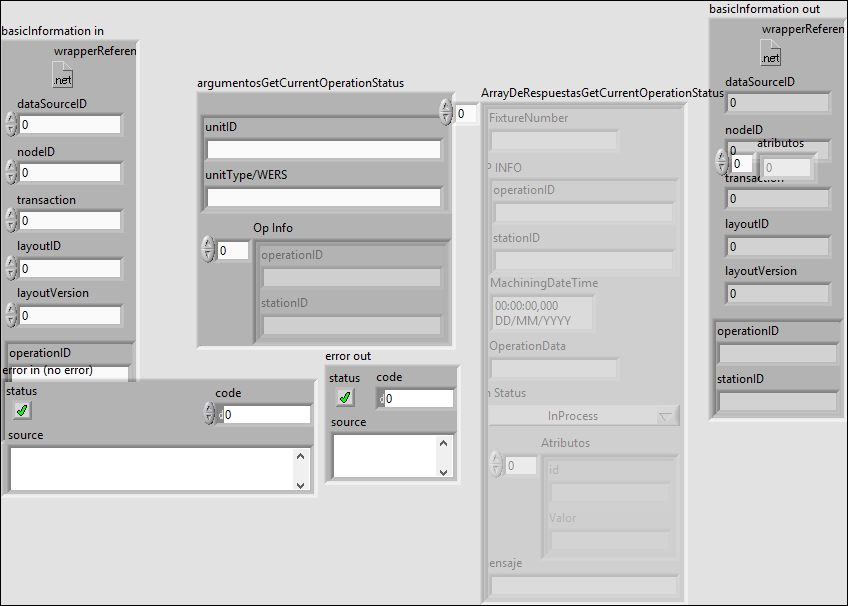 basicInformation in
wrapperReferen
.net
dataSourceID
0
nodeID
0
transaction
0
layoutID
0
layoutVersion
0
operationID
error in (no error)
status
code
d0
source
argumentosGetCurrentOperationStatus
unitID
unitType/WERS
Op Info
0
operationID
stationID
error out
status
code
d0
source
ArrayDeRespuestasGetCurrentOperationStatus
0
FixtureNumber
P INFO
operationID
stationID
MachiningDateTime
00:00:00,000
DD/MM/YYYY
OperationData
n Status
InProcess
Atributos
0
id
Valor
ensaje
basicInformation out
wrapperReferen
.net
dataSourceID
0
nodeID
0
atributos
0
0
transaction
0
layoutID
0
layoutVersion
0
operationID
stationID